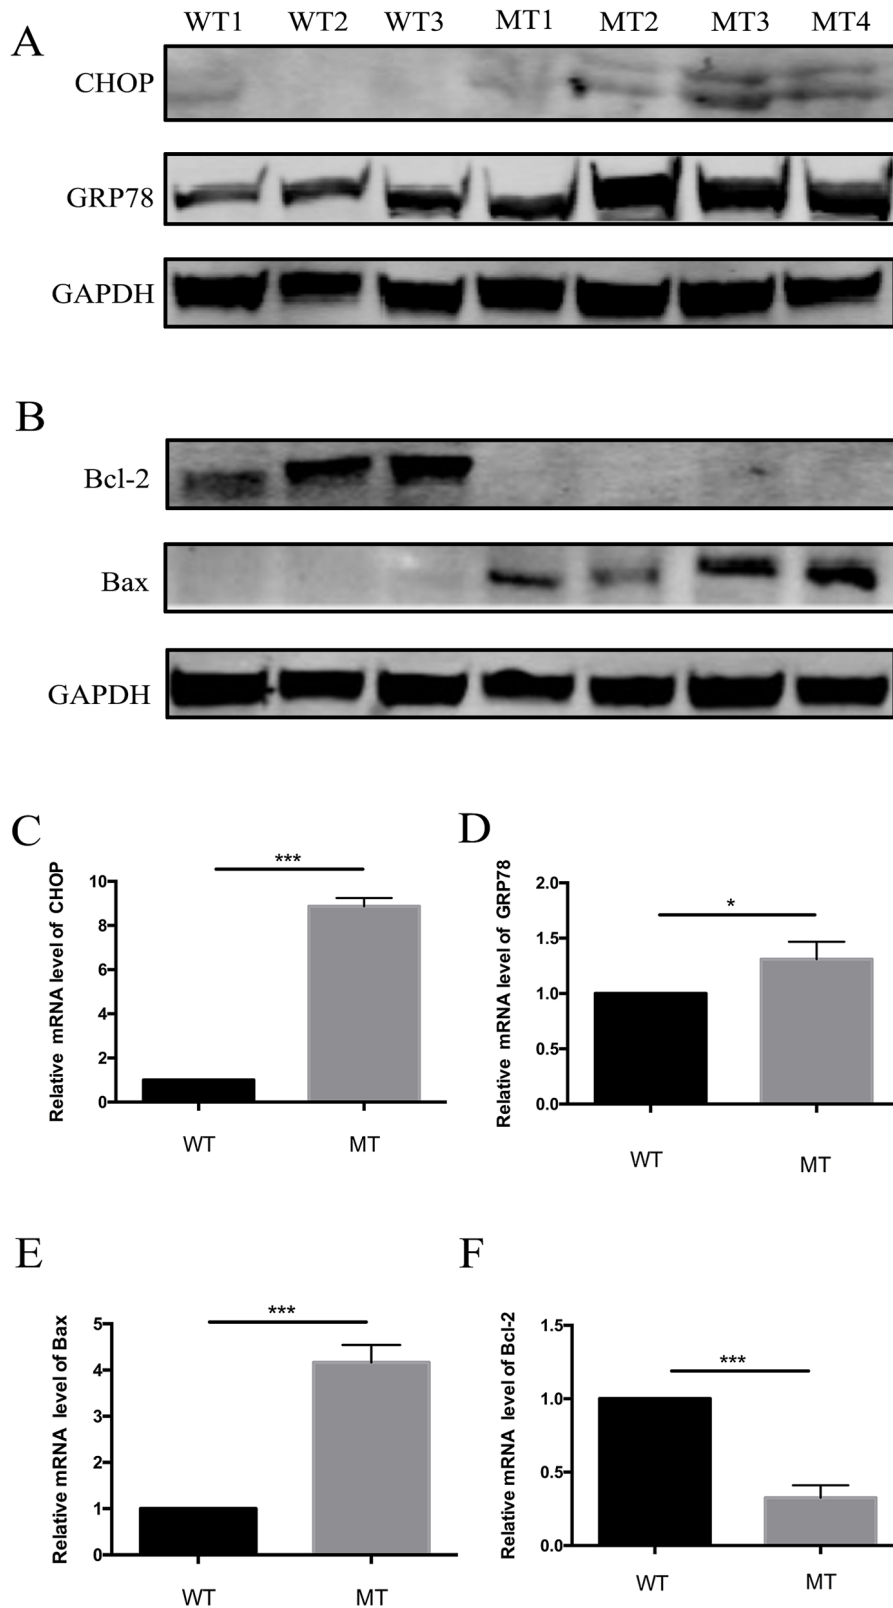 A
WT1 WT2 WT3 MT1 MT2 MT3 MT4
CHOP
GRP78
GAPDH
B
Bcl-2
Bax
GAPDH
C
Relative mRNA level of CHOP
10
8
6
4
2
0
***
WT MT
D
Relative mRNA level of GRP78
2.0
1.5
1.0
0.5
0.0
*
WT MT
E
Relative mRNA level of Bax
5
4
3
2
1
0
***
WT MT
F
Relative mRNA level of Bcl-2
1.5
1.0
0.5
0.0
***
WT MT